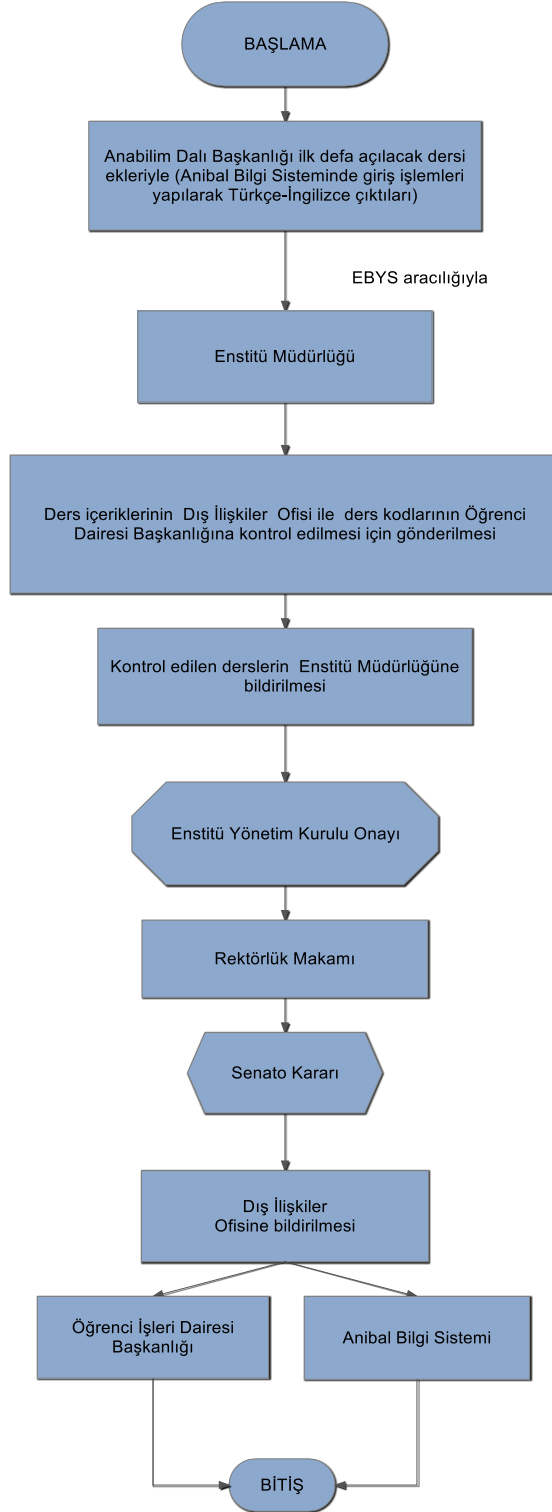 BAŞLAMA
Anabilim Dalı Başkanlığı ilk defa açılacak dersi
ekleriyle (Anibal Bilgi Sisteminde giriş işlemleri
yapılarak Türkçe-İngilizce çıktıları)
EBYS aracılığıyla
Enstitü Müdürlüğü
Ders içeriklerinin Dış İlişkiler Ofisi ile ders kodlarının Öğrenci
Dairesi Başkanlığına kontrol edilmesi için gönderilmesi
Kontrol edilen derslerin Enstitü Müdürlüğüne
bildirilmesi
Enstitü Yönetim Kurulu Onayı
Rektörlük Makamı
Senato Kararı
Dış İlişkiler
Ofisine bildirilmesi
Öğrenci İşleri Dairesi
Başkanlığı
Anibal Bilgi Sistemi
BİTİŞ